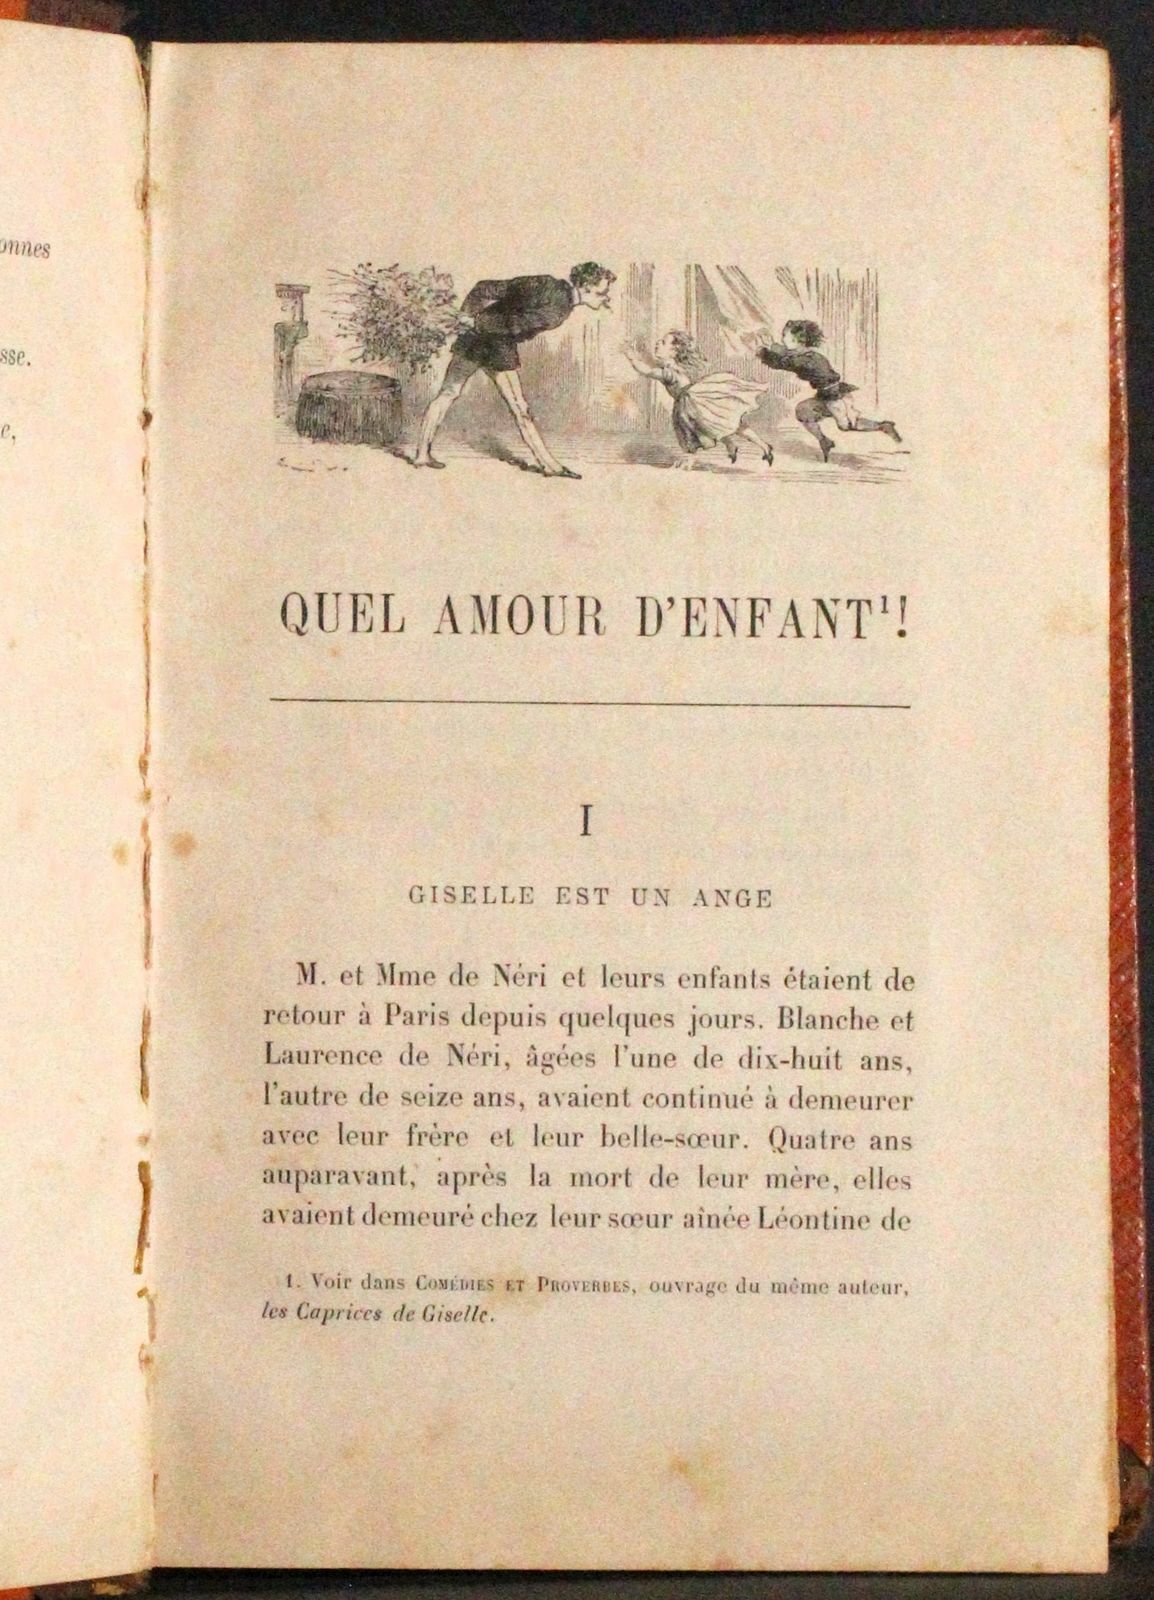 onnes
sse.
e,
QUEL AMOUR D'ENFANT¹!
I
GISELLE EST UN ANGE
M. et Mme de Néri et leurs enfants étaient de
retour à Paris depuis quelques jours. Blanche et
Laurence de Néri, âgées l'une de dix-huit ans,
l'autre de seize ans, avaient continué à demeurer
avec leur frère et leur belle-sœur. Quatre ans
auparavant, après la mort de leur mère, elles
avaient demeuré chez leur sœur aînée Léontine de
1. Voir dans COMÉDIES ET PROVERBES, ouvrage du même auteur,
les Caprices de Giselle.